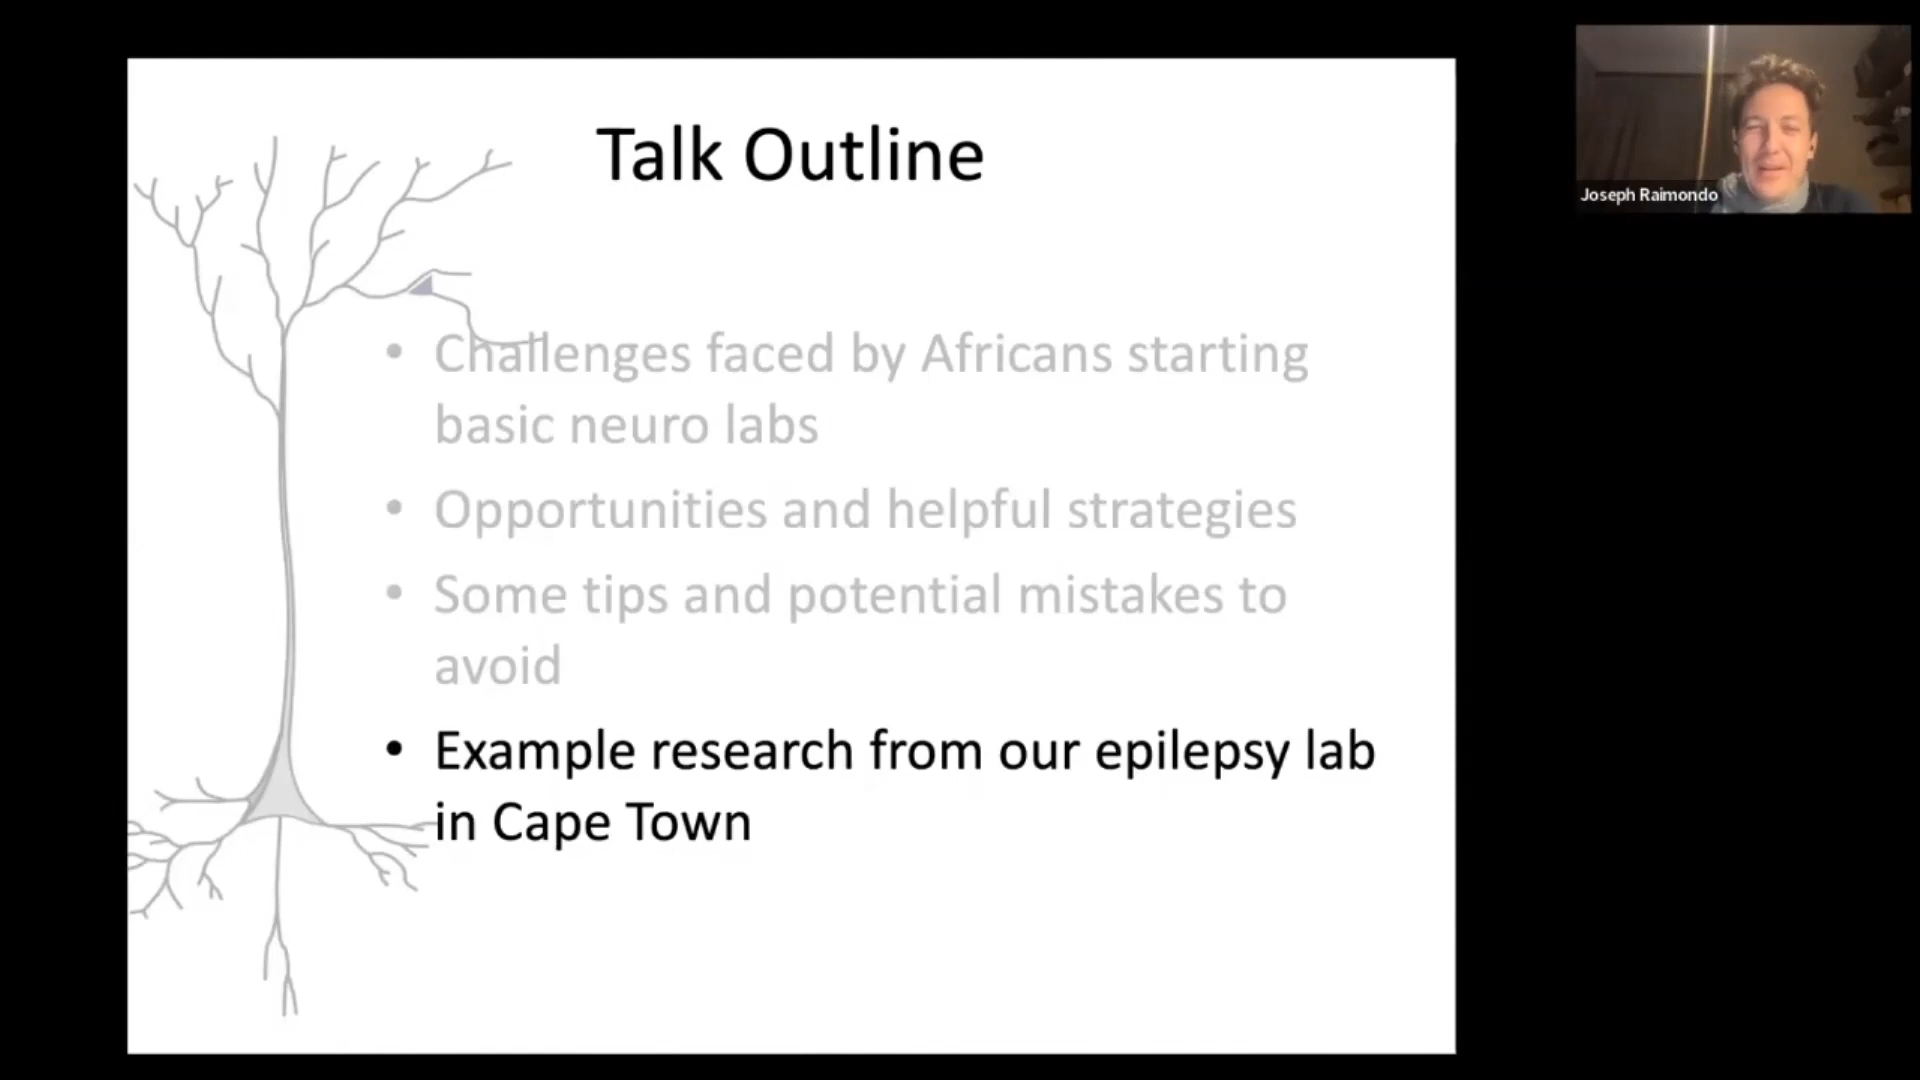 Talk Outline
• Challenges faced by Africans starting
basic neuro labs
• Opportunities and helpful strategies
• Some tips and potential mistakes to
avoid
• Example research from our epilepsy lab
in Cape Town
Joseph Raimondo